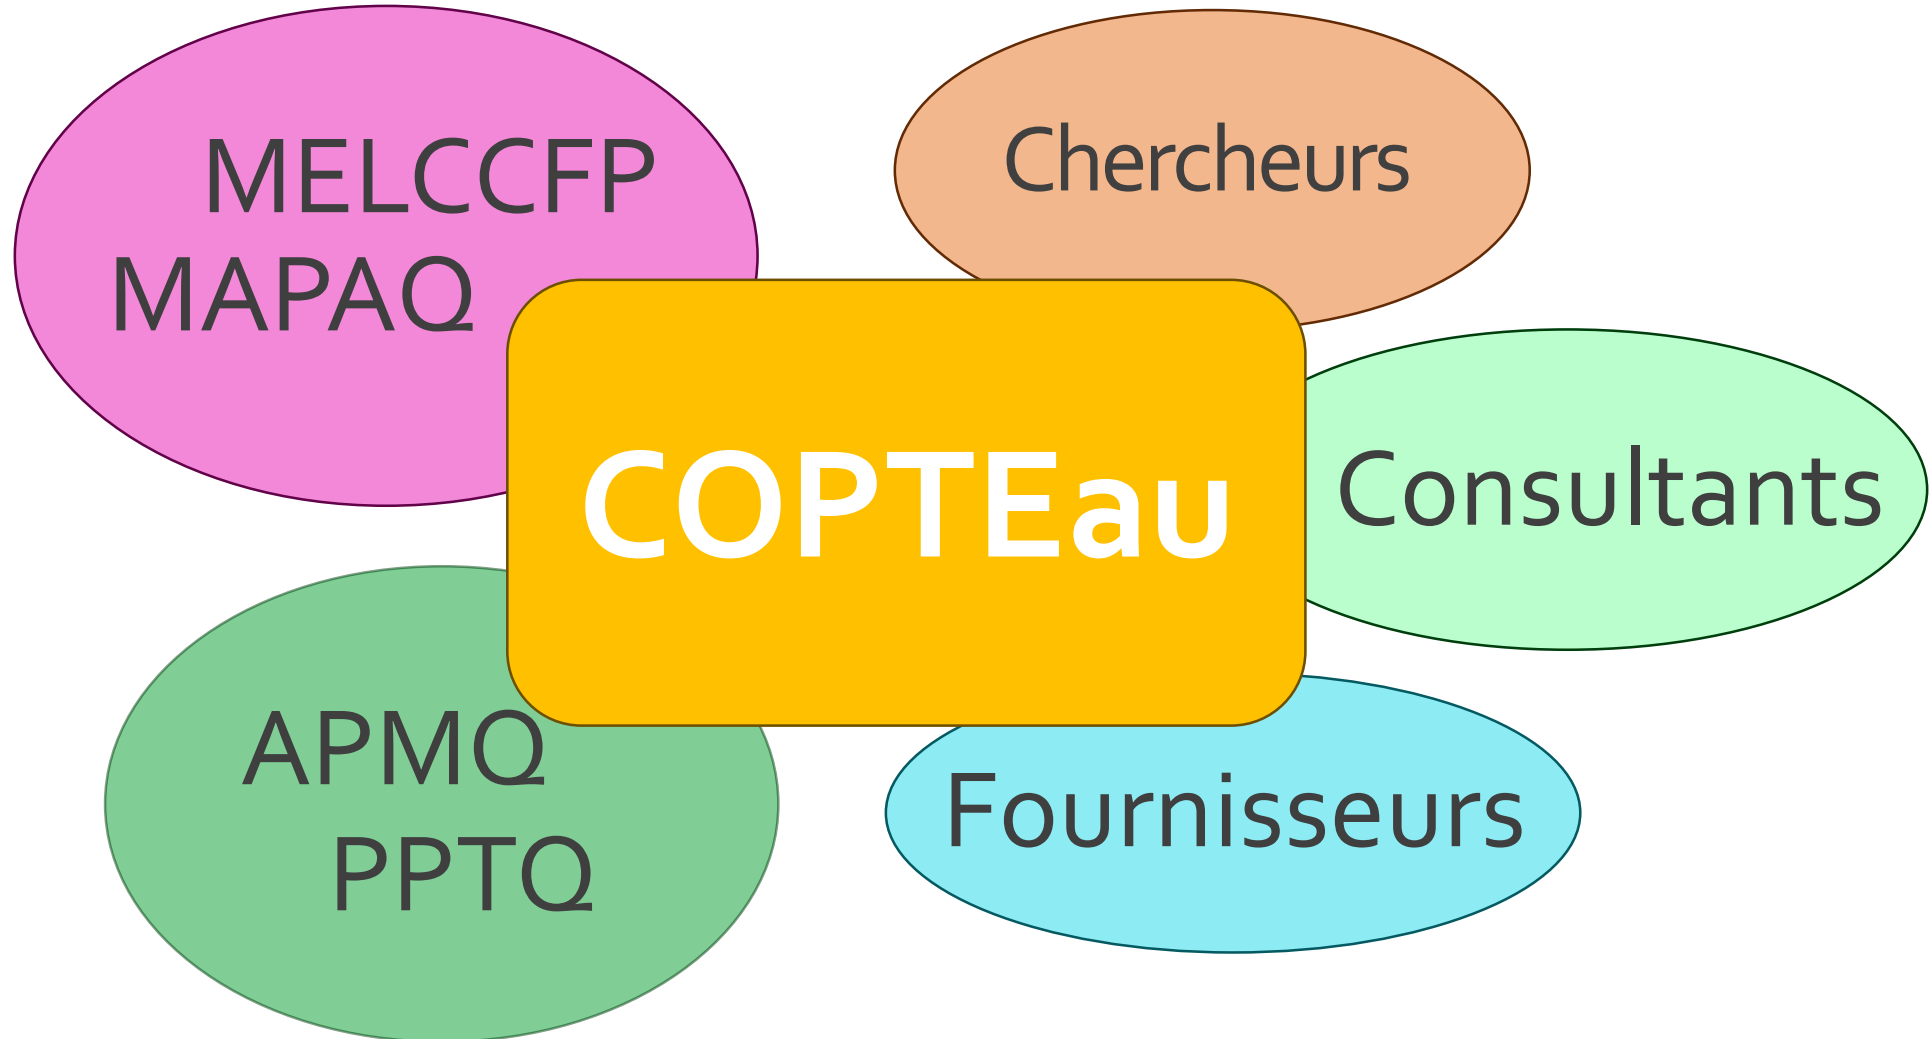 MELCCFP
MAPAQ
Chercheurs
COPTEau
Consultants
APMQ
PPTQ
Fournisseurs